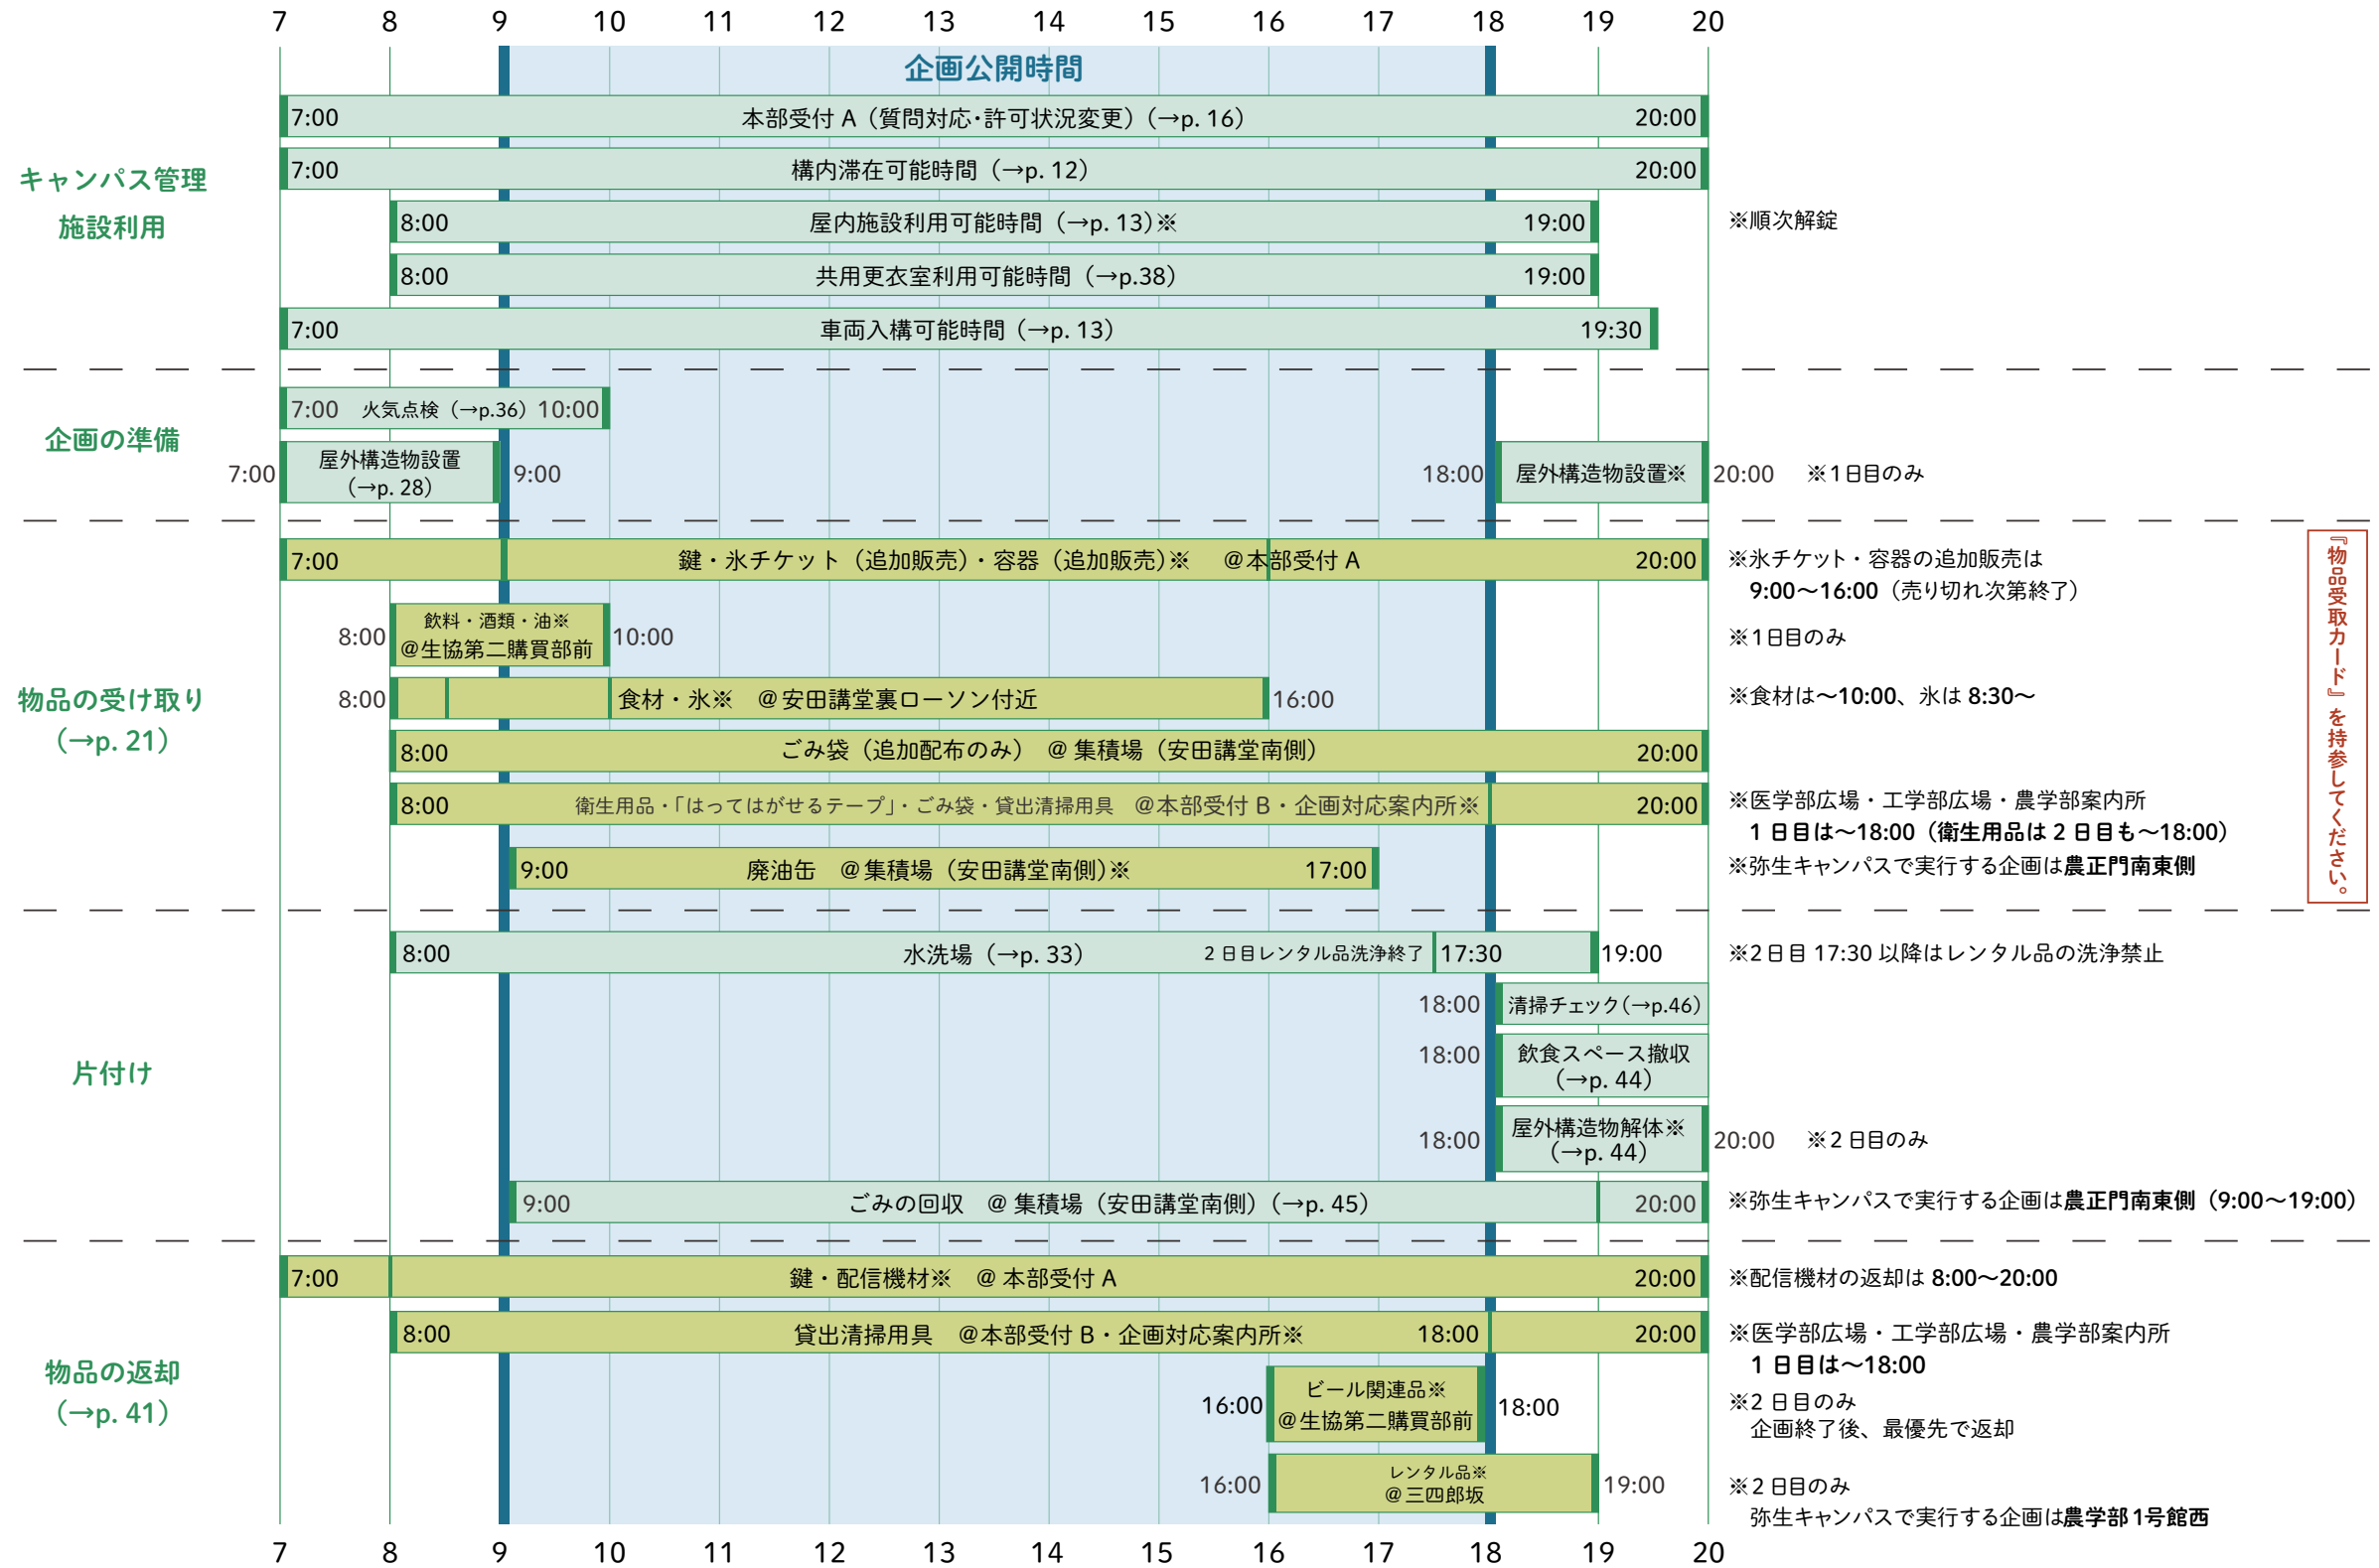 7 8 9 10 11 12 13 14 15 16 17 18 19 20
企画公開時間
キャンパス管理
施設利用
7:00 本部受付 A（質問対応・許可状況変更）（→p. 16） 20:00
7:00 構内滞在可能時間（→p. 12） 20:00
8:00 屋内施設利用可能時間（→p. 13）※ 19:00 ※順次解錠
8:00 共用更衣室利用可能時間（→p.38） 19:00
7:00 車両入構可能時間（→p. 13） 19:30
企画の準備
7:00 火気点検（→p.36） 10:00
7:00 屋外構造物設置 9:00
（→p. 28）
18:00 屋外構造物設置※ 20:00 ※1日目のみ
物品の受け取り
（→p. 21）
7:00 鍵・氷チケット（追加販売）・容器（追加販売）※ @本部受付 A 20:00
※氷チケット・容器の追加販売は
9:00〜16:00（売り切れ次第終了）
8:00 飲料・酒類・油※ 10:00
@生協第二購買部前
※1日目のみ
8:00 食材・氷※ @安田講堂裏ローソン付近 16:00
※食材は〜10:00、氷は 8:30〜
8:00 ごみ袋（追加配布のみ） @ 集積場（安田講堂南側） 20:00
8:00 衛生用品・「はってはがせるテープ」・ごみ袋・貸出清掃用具 @本部受付 B・企画対応案内所※ 20:00
※医学部広場・工学部広場・農学部案内所
1 日目は〜18:00（衛生用品は 2 日目も〜18:00）
9:00 廃油缶 @集積場（安田講堂南側）※ 17:00
※弥生キャンパスで実行する企画は農正門南東側
『物品受取カード』を持参してください。
片付け
8:00 水洗場（→p. 33） 2 日目レンタル品洗浄終了 17:30 19:00
※2日目 17:30 以降はレンタル品の洗浄禁止
18:00 清掃チェック（→p.46）
18:00 飲食スペース撤収
（→p. 44）
18:00 屋外構造物解体※ 20:00 ※2 日目のみ
（→p. 44）
9:00 ごみの回収 @ 集積場（安田講堂南側）（→p. 45） 20:00
※弥生キャンパスで実行する企画は農正門南東側（9:00〜19:00）
物品の返却
（→p. 41）
7:00 鍵・配信機材※ @ 本部受付 A 20:00
※配信機材の返却は 8:00〜20:00
8:00 貸出清掃用具 @本部受付 B・企画対応案内所※ 18:00 20:00
※医学部広場・工学部広場・農学部案内所
1 日目は〜18:00
16:00 ビール関連品※ 18:00
@生協第二購買部前
※2 日目のみ
企画終了後、最優先で返却
16:00 レンタル品※ 19:00
@三四郎坂
※2 日目のみ
弥生キャンパスで実行する企画は農学部1号館西
7 8 9 10 11 12 13 14 15 16 17 18 19 20